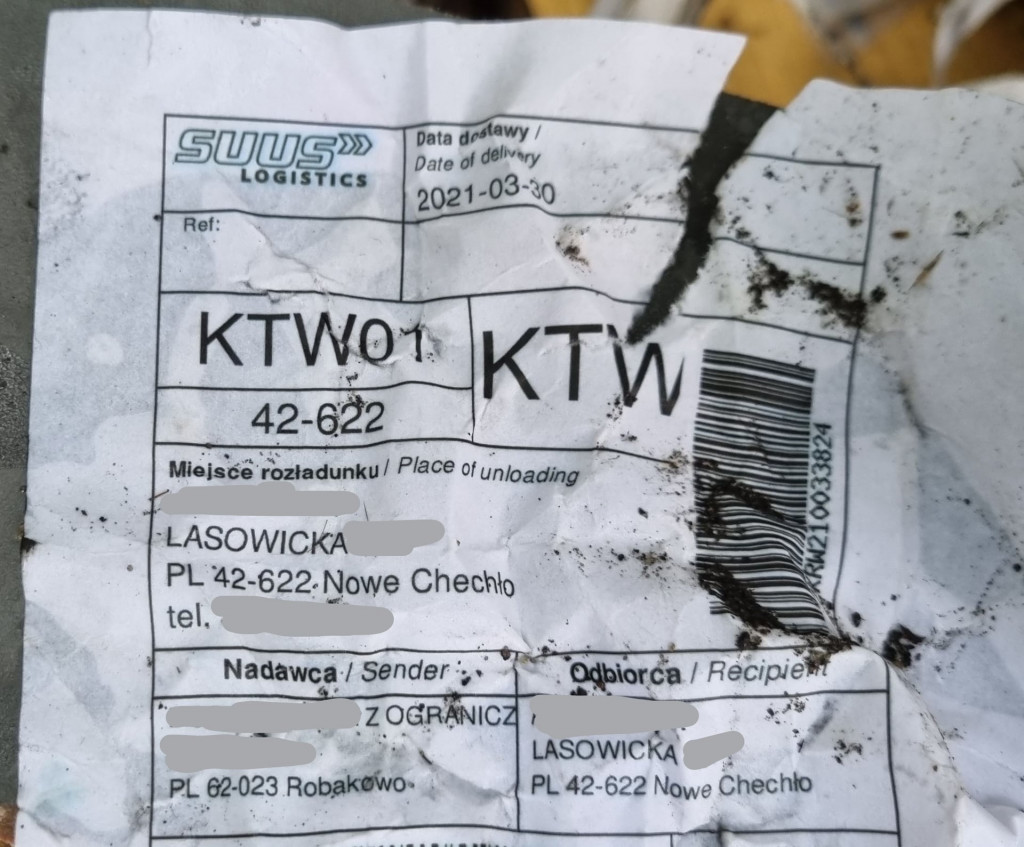 SUUS
LOGISTICS
Data dostawy /
Date of delivery
2021-03-30
Ref:
KTW01
KTW
42-622
Miejsce rozładunku / Place of unloading
LASOWICKA
PL 42-622 Nowe Chechło
tel.
KRW2100033824
Nadawca / Sender
Odbiorca / Recipient
Z OGRANICZ
PL 62-023 Robakowo
LASOWICKA
PL 42-622 Nowe Chechło